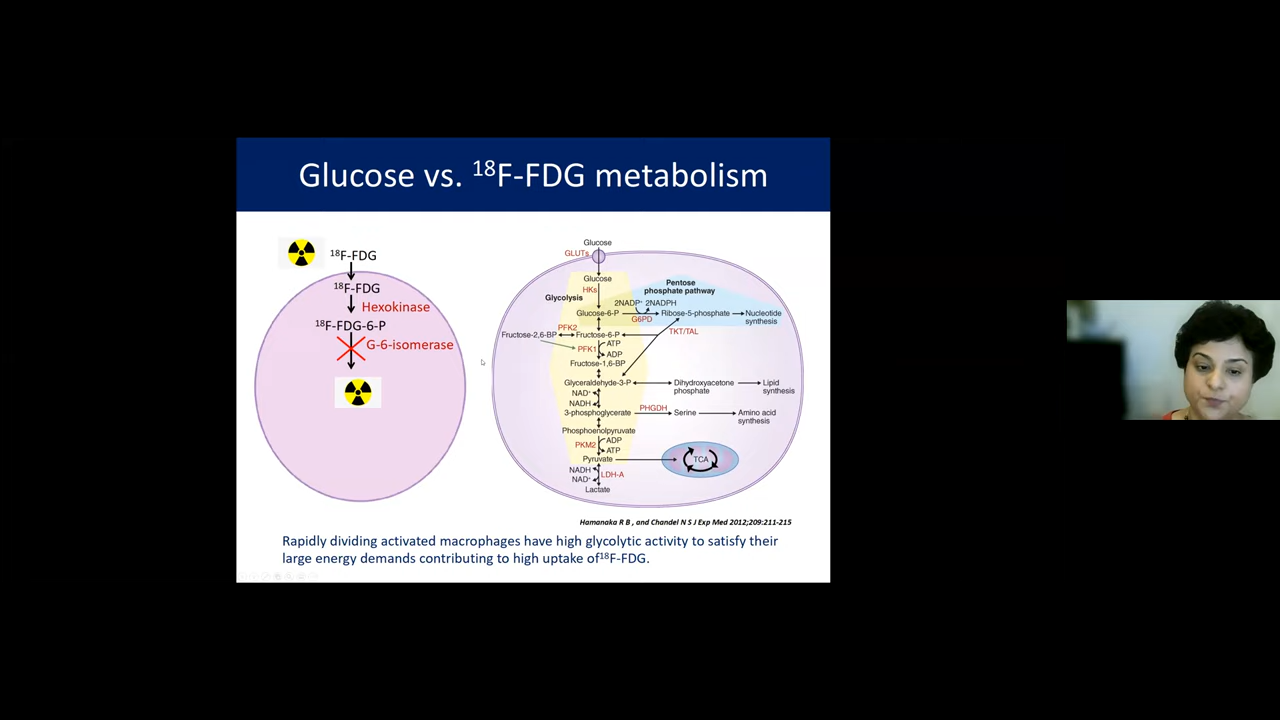 Glucose vs. ¹⁸F-FDG metabolism
¹⁸F-FDG
¹⁸F-FDG
Hexokinase
¹⁸F-FDG-6-P
G-6-isomerase
Glucose
GLUTs
Glucose
HKs
Glycolysis
Pentose
phosphate pathway
2NADP⁺ 2NADPH
Glucose-6-P
G6PD
Ribose-5-phosphate
Nucleotide
synthesis
PFK2
TKT/TAL
Fructose-2,6-BP
Fructose-6-P
ATP
PFK1
ADP
Fructose-1,6-BP
Glyceraldehyde-3-P
Dihydroxyacetone
phosphate
Lipid
synthesis
NAD⁺
NADH
3-phosphoglycerate
PHGDH
Serine
Amino acid
synthesis
Phosphoenolpyruvate
ADP
PKM2
ATP
Pyruvate
TCA
NADH
LDH-A
NAD⁺
Lactate
Hamanaka R B , and Chandel N S J Exp Med 2012;209:211-215
Rapidly dividing activated macrophages have high glycolytic activity to satisfy their
large energy demands contributing to high uptake of¹⁸F-FDG.